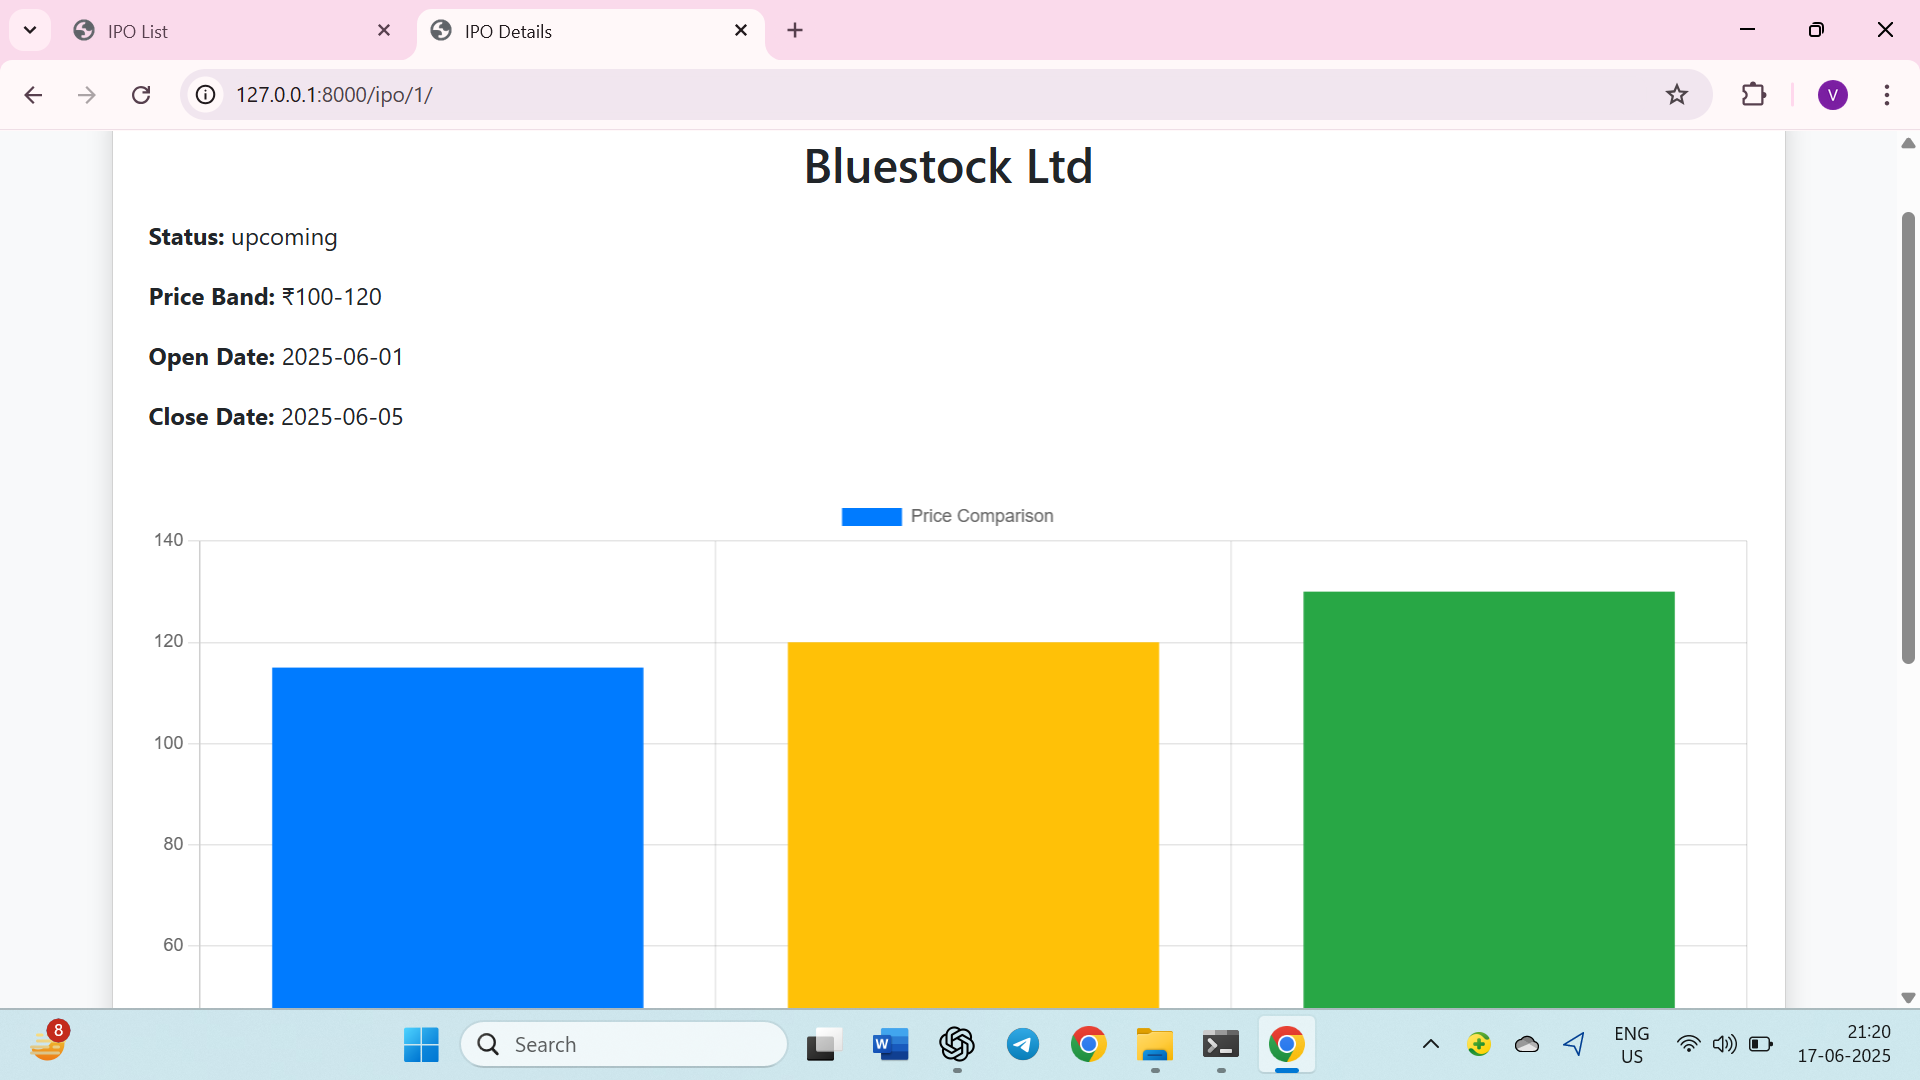 IPO List
IPO Details
127.0.0.1:8000/ipo/1/
V
Bluestock Ltd
Status: upcoming
Price Band: ₹100-120
Open Date: 2025-06-01
Close Date: 2025-06-05
Price Comparison
140
120
100
80
60
8
Search
W
ENG
US
21:20
17-06-2025